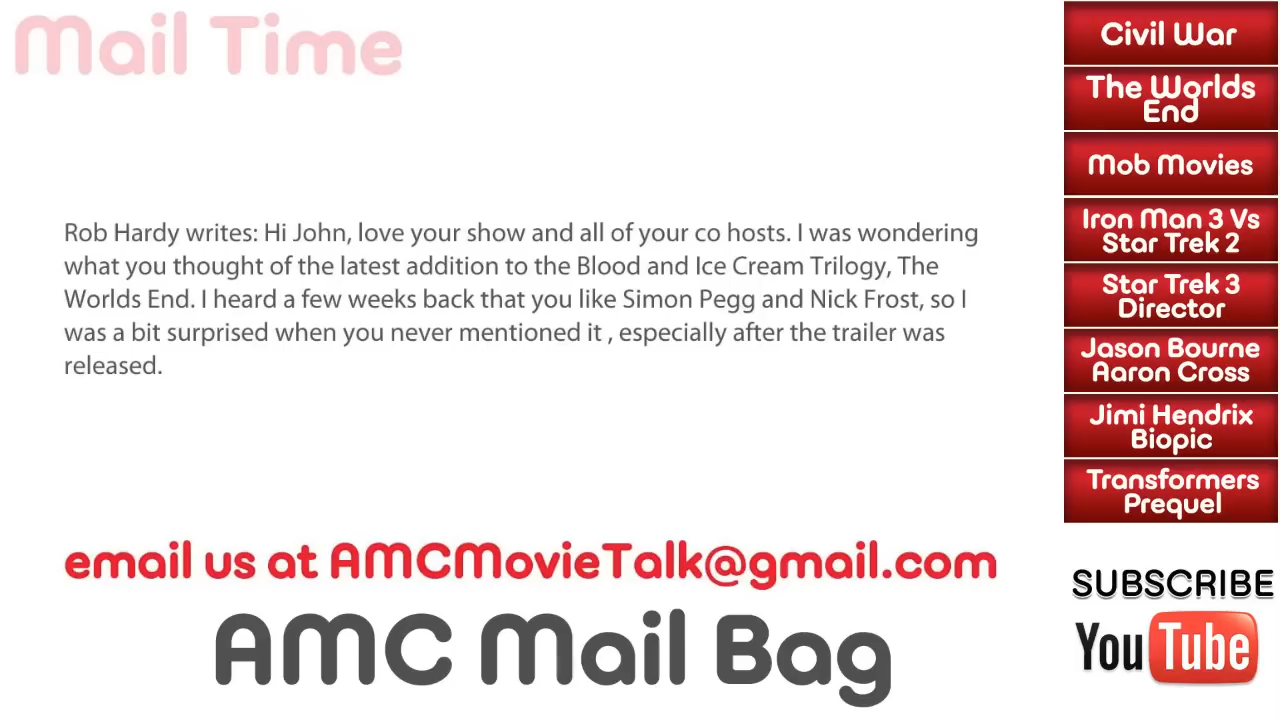 Mail Time
Rob Hardy writes: Hi John, love your show and all of your co hosts. I was wondering
what you thought of the latest addition to the Blood and Ice Cream Trilogy, The
Worlds End. I heard a few weeks back that you like Simon Pegg and Nick Frost, so I
was a bit surprised when you never mentioned it , especially after the trailer was
released.
email us at AMCMovieTalk@gmail.com
AMC Mail Bag
Civil War
The Worlds
End
Mob Movies
Iron Man 3 Vs
Star Trek 2
Star Trek 3
Director
Jason Bourne
Aaron Cross
Jimi Hendrix
Biopic
Transformers
Prequel
SUBSCRIBE
YouTube